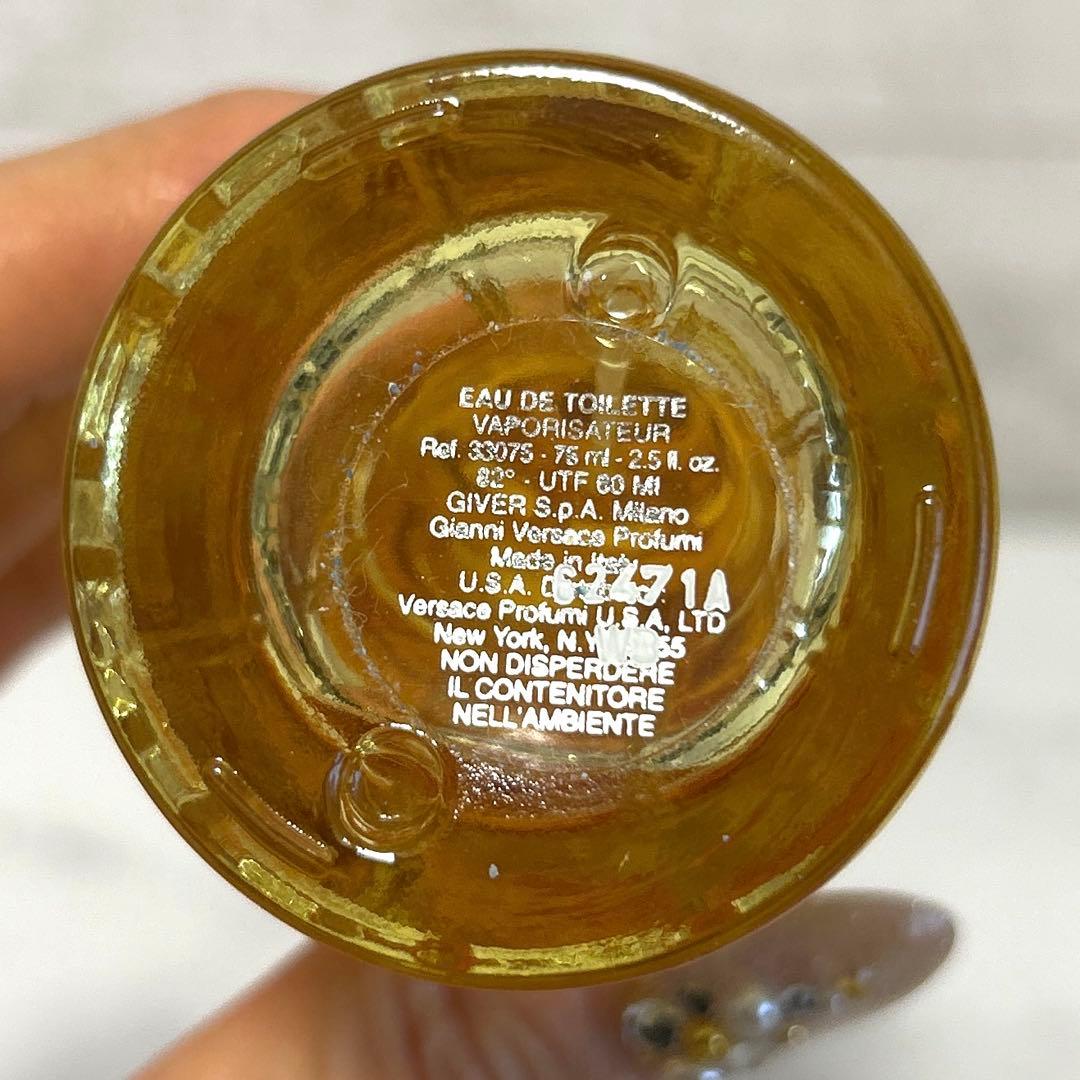 EAU DE TOILETTE
VAPORISATEUR
Ref. 33075 - 75 ml - 2.5 fl. oz.
82° - UTF 60 MI
GIVER S.p.A. Milano
Gianni Versace Profumi
Made in Italy
U.S.A.
62471A
Versace Profumi U.S.A. LTD
New York, N.Y.
NON DISPERDERE
IL CONTENITORE
NELL'AMBIENTE